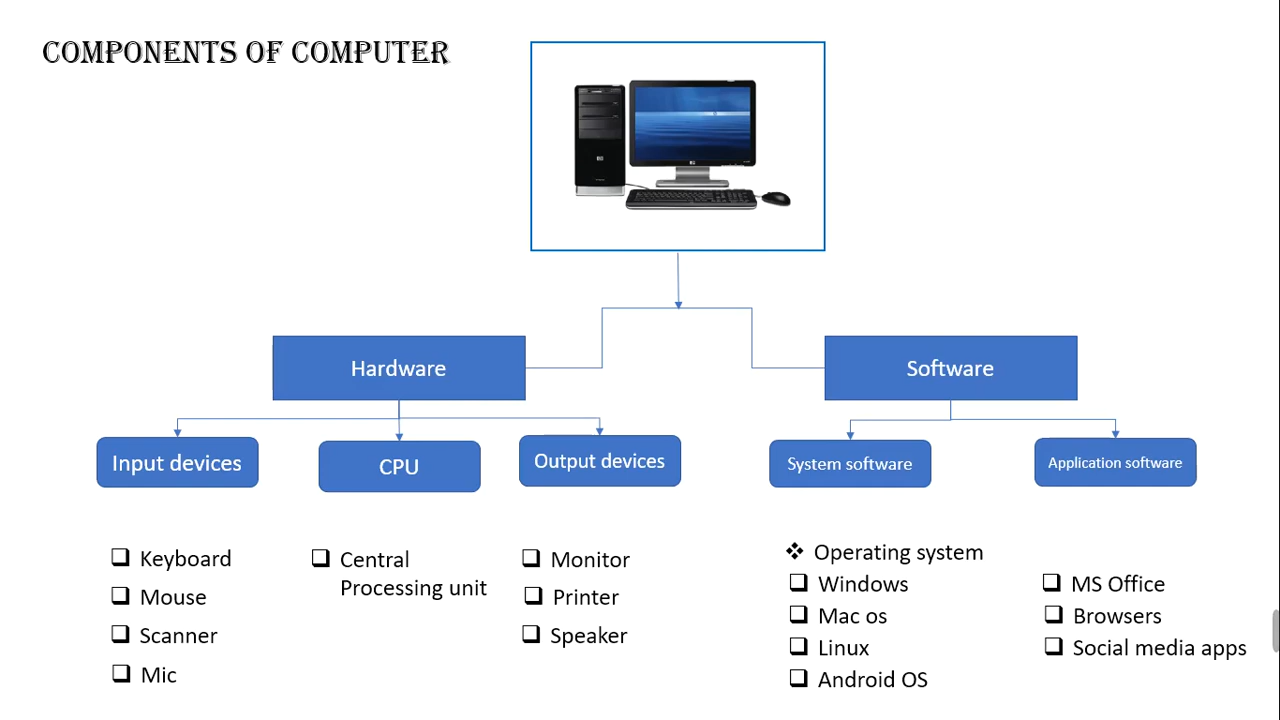 COMPONENTS OF COMPUTER
Hardware
Software
Input devices
CPU
Output devices
System software
Application software
Keyboard
Mouse
Scanner
Mic
Central
Processing unit
Monitor
Printer
Speaker
Operating system
Windows
Mac os
Linux
Android OS
MS Office
Browsers
Social media apps